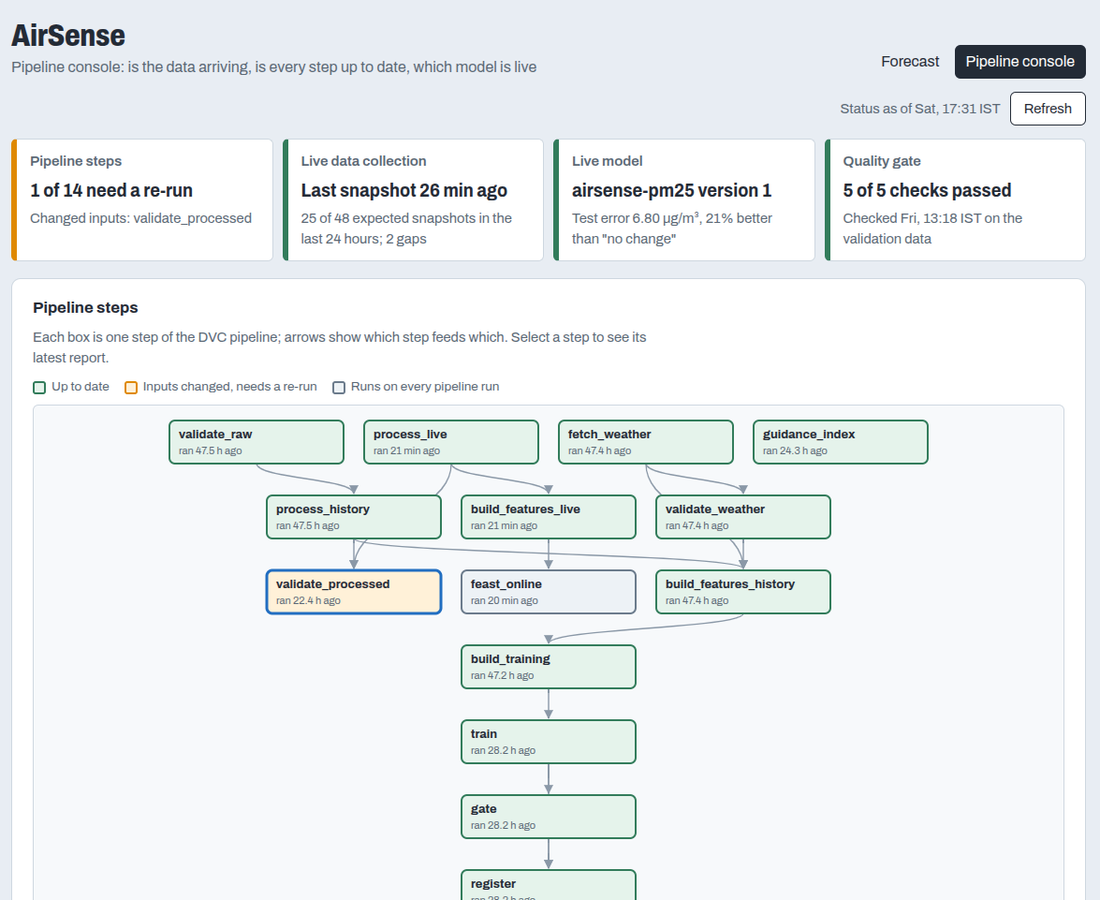 AirSense
Pipeline console: is the data arriving, is every step up to date, which model is live
Forecast
Pipeline console
Status as of Sat, 17:31 IST
Refresh
Pipeline steps
1 of 14 need a re-run
Changed inputs: validate_processed
Live data collection
Last snapshot 26 min ago
25 of 48 expected snapshots in the
last 24 hours; 2 gaps
Live model
airsense-pm25 version 1
Test error 6.80 µg/m³, 21% better
than "no change"
Quality gate
5 of 5 checks passed
Checked Fri, 13:18 IST on the
validation data
Pipeline steps
Each box is one step of the DVC pipeline; arrows show which step feeds which. Select a step to see its
latest report.
Up to date
Inputs changed, needs a re-run
Runs on every pipeline run
validate_raw
ran 47.5 h ago
process_live
ran 21 min ago
fetch_weather
ran 47.4 h ago
guidance_index
ran 24.3 h ago
process_history
ran 47.5 h ago
build_features_live
ran 21 min ago
validate_weather
ran 47.4 h ago
validate_processed
ran 22.4 h ago
feast_online
ran 20 min ago
build_features_history
ran 47.4 h ago
build_training
ran 47.2 h ago
train
ran 28.2 h ago
gate
ran 28.2 h ago
register
ran 28.2 h ago